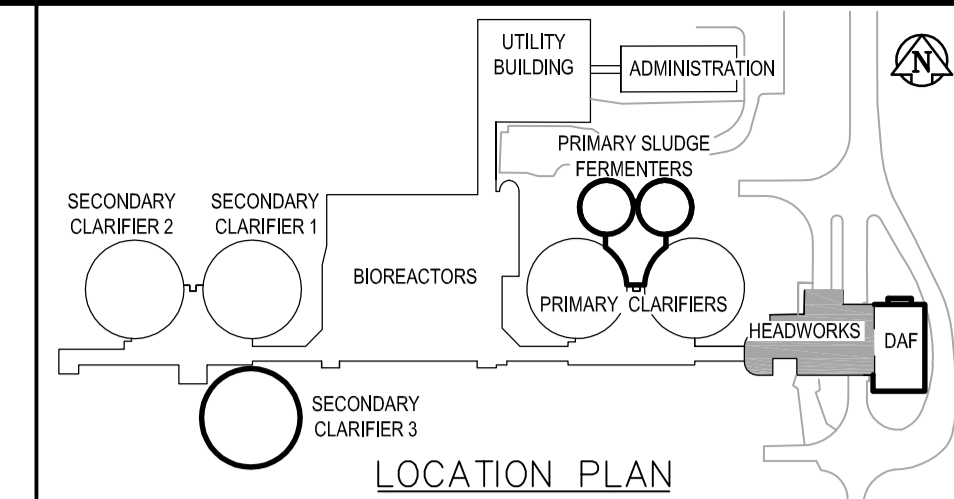 UTILITY
BUILDING
ADMINISTRATION
N
PRIMARY SLUDGE
FERMENTERS
SECONDARY
CLARIFIER 2
SECONDARY
CLARIFIER 1
BIOREACTORS
PRIMARY CLARIFIERS
HEADWORKS
DAF
SECONDARY
CLARIFIER 3
LOCATION PLAN